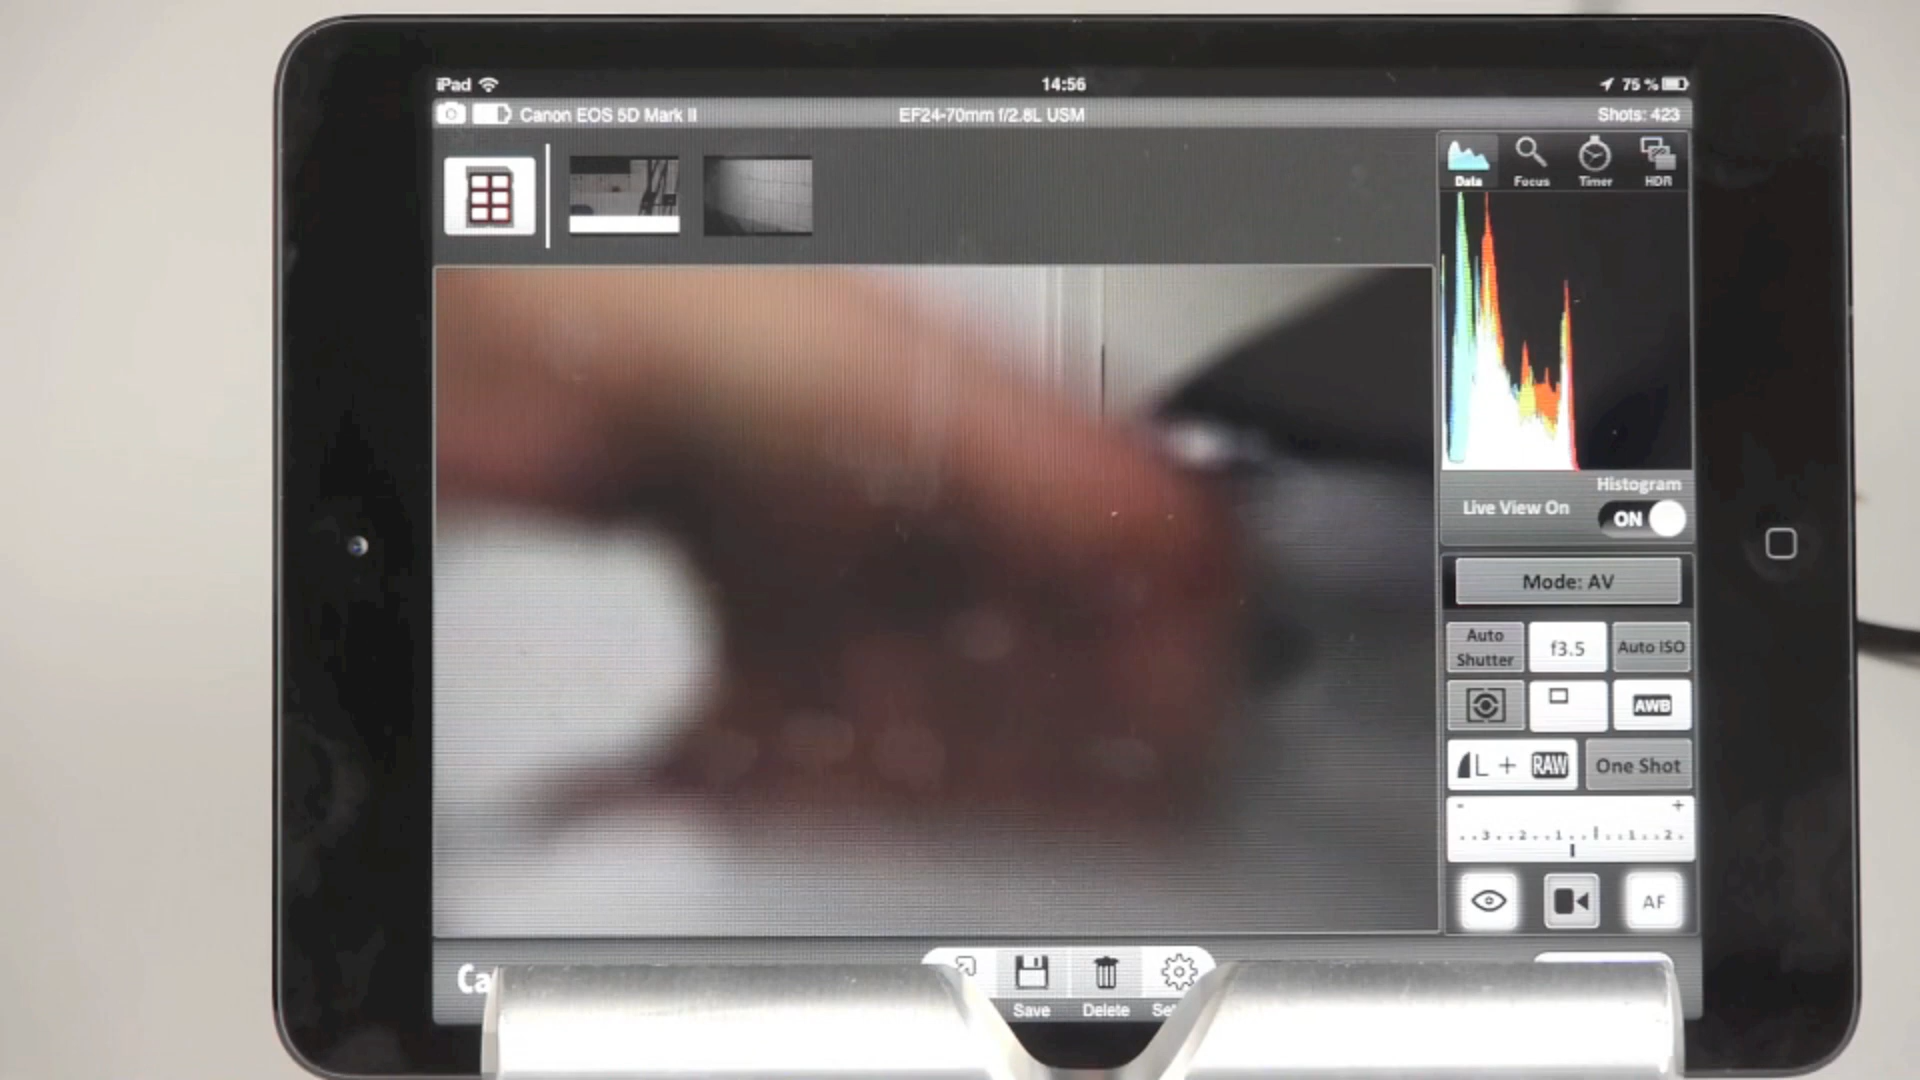 iPad 14:56 75 %
Canon EOS 5D Mark II EF24-70mm f/2.8L USM Shots: 423
Data Focus Timer HDR
Histogram
Live View On ON
Mode: AV
Auto Shutter f3.5 Auto ISO
AWB
L + RAW One Shot
- +
..3..2..1..|..1..2..
AF
Ca
Save Delete Se